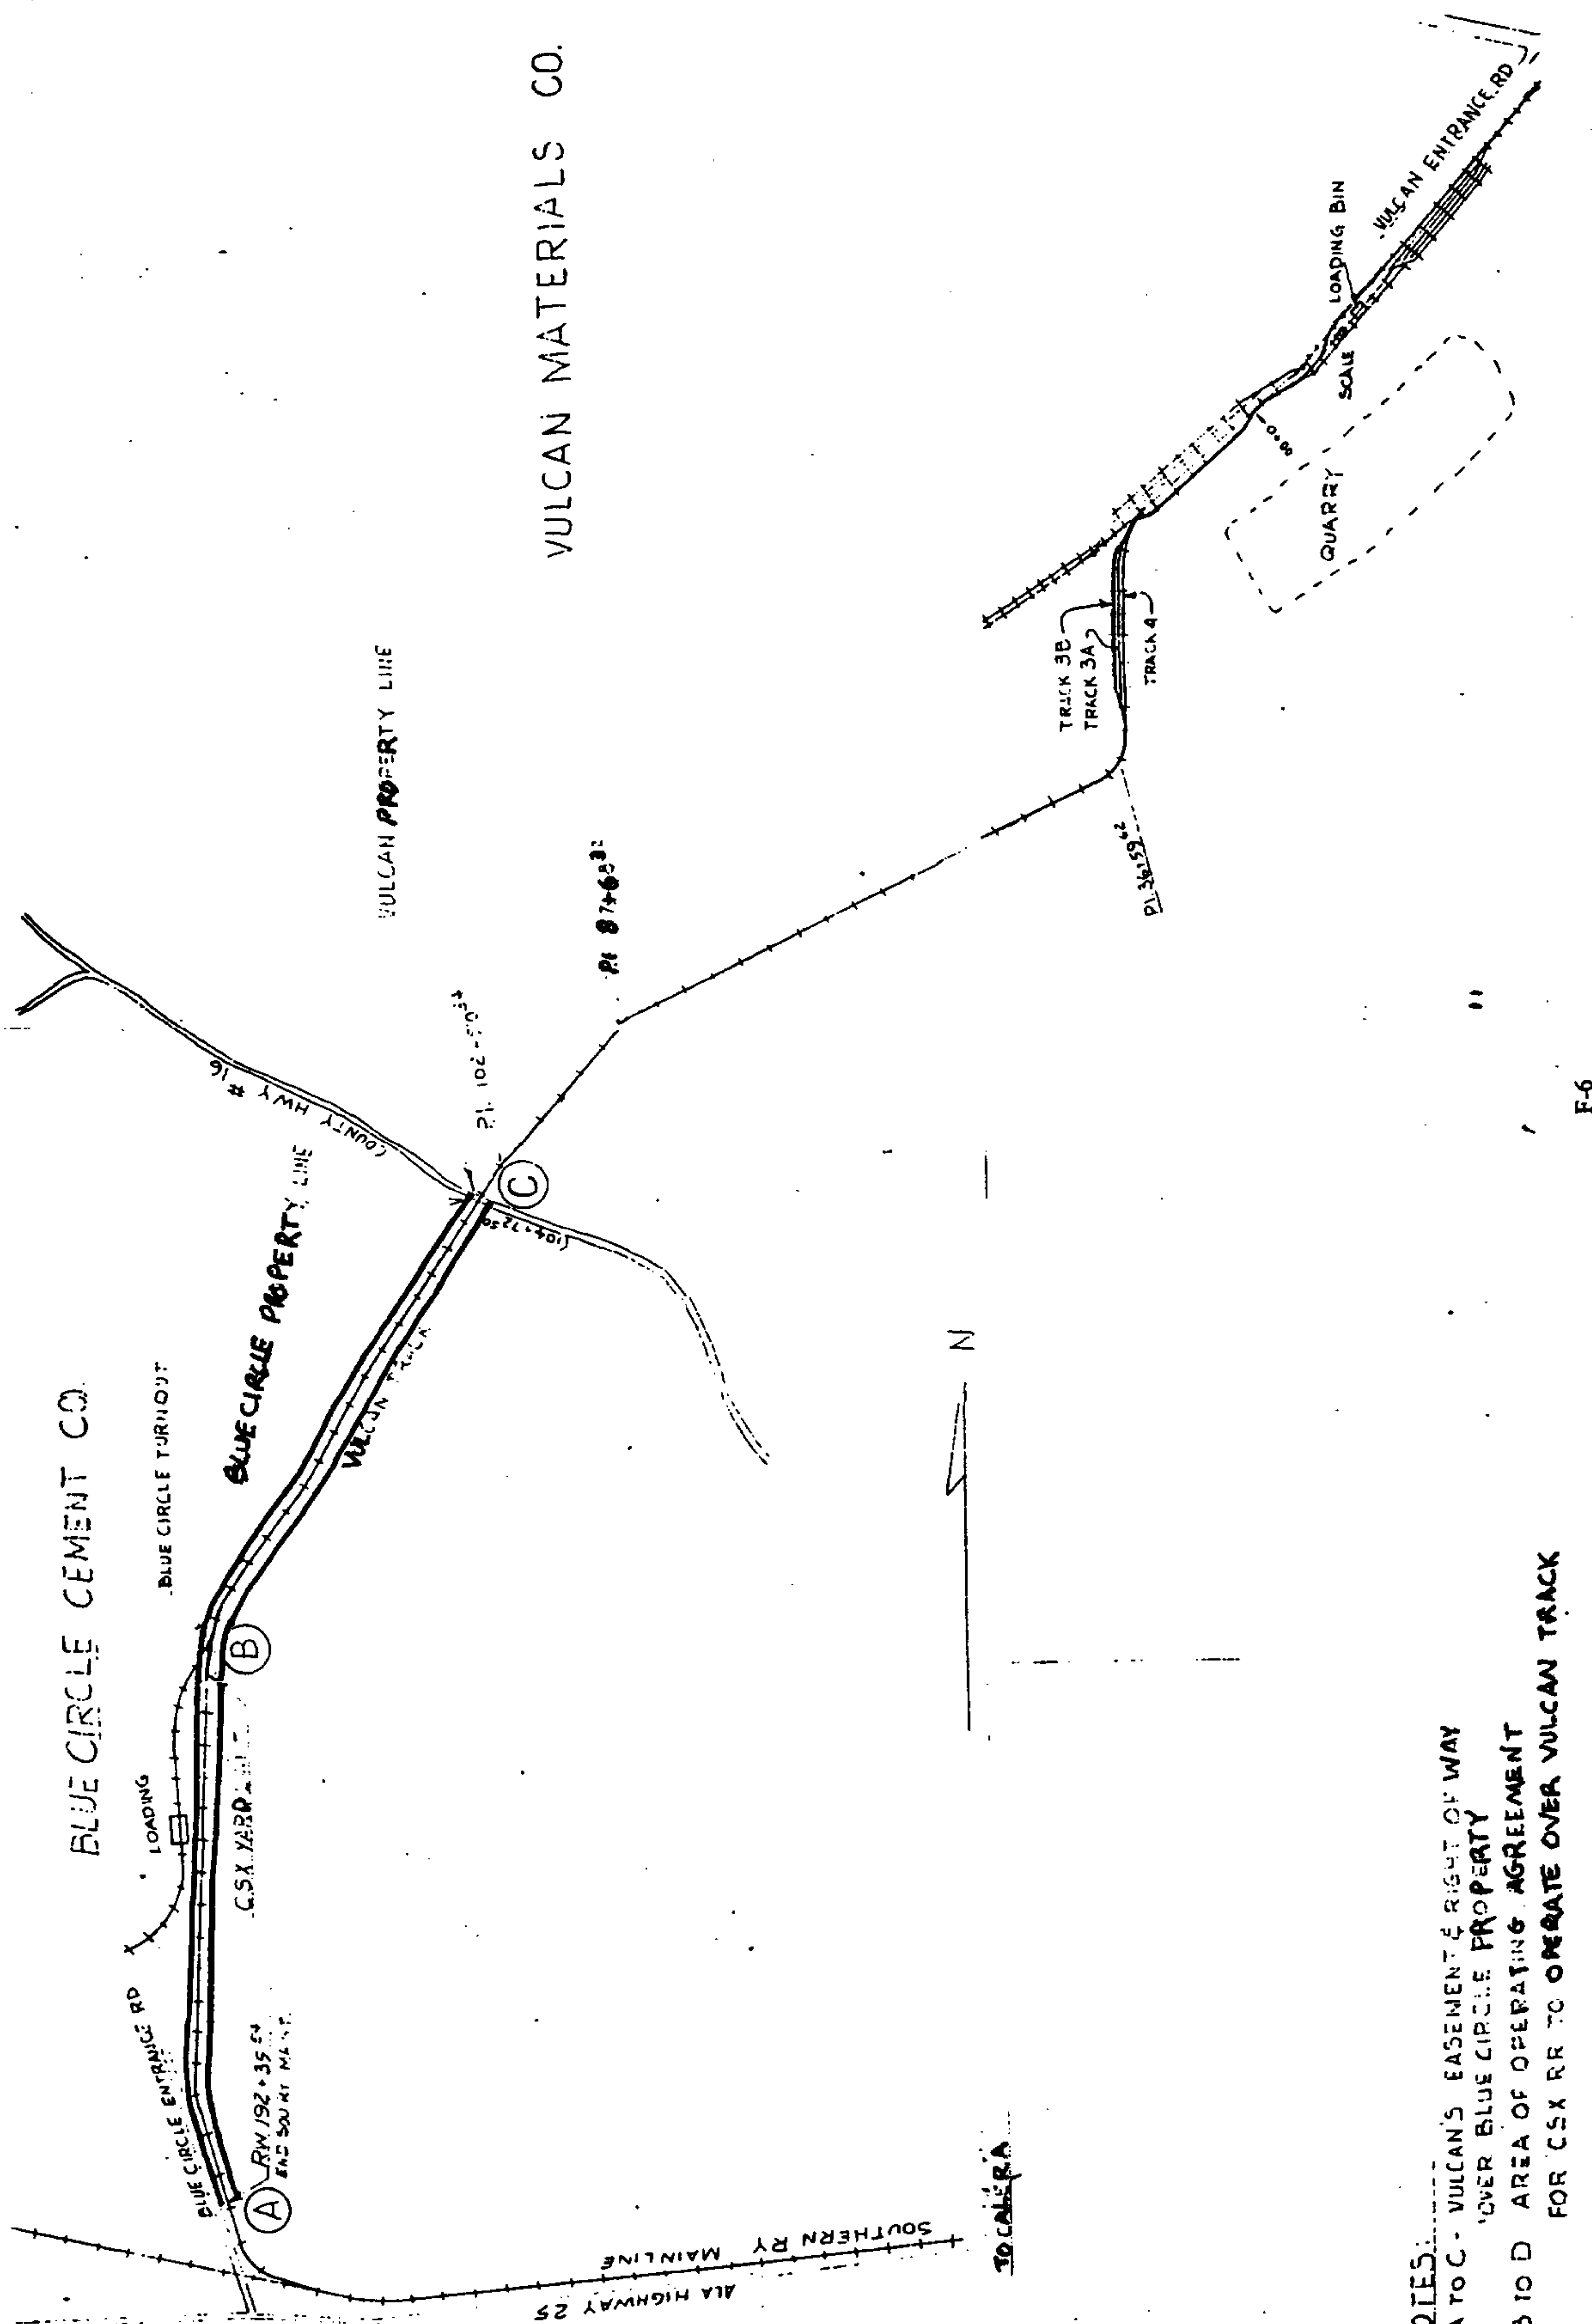 BLUE CIRCLE CEMENT CO.
VULCAN MATERIALS CO.
BLUE CIRCLE ENTRANCE RD
LOADING
BLUE CIRCLE TURNOUT
BLUE CIRCLE PROPERTY LINE
COUNTY HWY # 16
VULCAN PROPERTY LINE
A
B
C
CSX YARD
VULCAN TRACK
P.I. 87+68
TRACK 3B
TRACK 3A
TRACK 4
QUARRY
SCALE
LOADING BIN
VULCAN ENTRANCE RD
N
SOUTHERN RY
MAINLINE
ALA HIGHWAY 25
TO CALERA
A TO C - VULCAN'S EASEMENT & RIGHT OF WAY
OVER BLUE CIRCLE PROPERTY
B TO D AREA OF OPERATING AGREEMENT
FOR CSX RR TO OPERATE OVER VULCAN TRACK
F-6